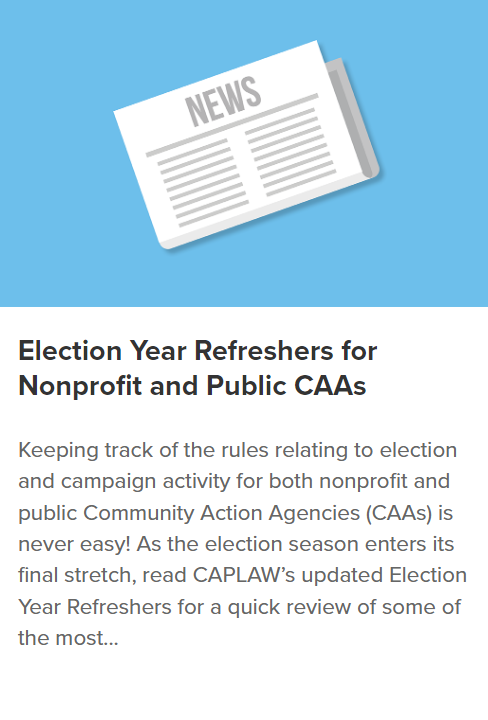 NEWS
Election Year Refreshers for
Nonprofit and Public CAAs
Keeping track of the rules relating to election
and campaign activity for both nonprofit and
public Community Action Agencies (CAAs) is
never easy! As the election season enters its
final stretch, read CAPLAW’s updated Election
Year Refreshers for a quick review of some of
the most...